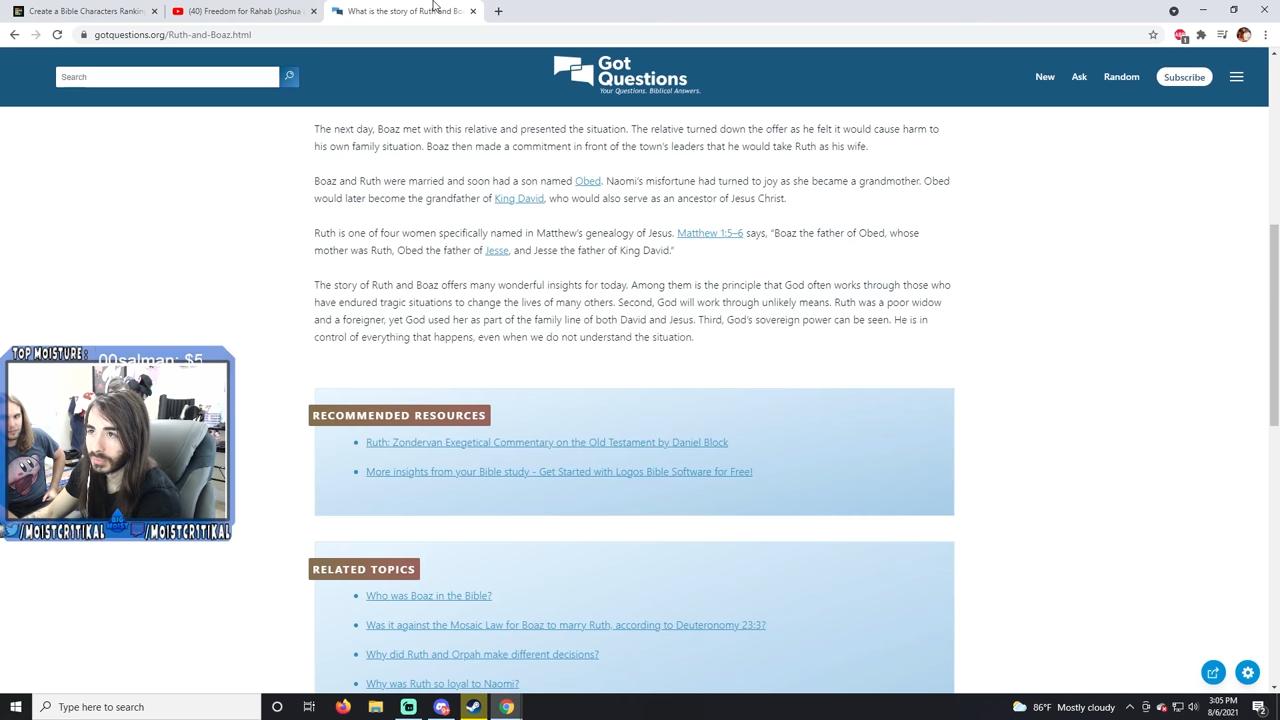 Create a Bible Characters Rankin
(40) Freedom for Rahab (Joshua
What is the story of Ruth and Bo
gotquestions.org/Ruth-and-Boaz.html
1
Search
Got
Questions
Your Questions. Biblical Answers.
New
Ask
Random
Subscribe
The next day, Boaz met with this relative and presented the situation. The relative turned down the offer as he felt it would cause harm to
his own family situation. Boaz then made a commitment in front of the town's leaders that he would take Ruth as his wife.
Boaz and Ruth were married and soon had a son named Obed. Naomi's misfortune had turned to joy as she became a grandmother. Obed
would later become the grandfather of King David, who would also serve as an ancestor of Jesus Christ.
Ruth is one of four women specifically named in Matthew's genealogy of Jesus. Matthew 1:5–6 says, “Boaz the father of Obed, whose
mother was Ruth, Obed the father of Jesse, and Jesse the father of King David.”
The story of Ruth and Boaz offers many wonderful insights for today. Among them is the principle that God often works through those who
have endured tragic situations to change the lives of many others. Second, God will work through unlikely means. Ruth was a poor widow
and a foreigner, yet God used her as part of the family line of both David and Jesus. Third, God's sovereign power can be seen. He is in
control of everything that happens, even when we do not understand the situation.
TOP MOISTURE:
00salman: $5
BIG
MOIST
/MOISTCR1TIKAL
/MOISTCR1TIKAL
RECOMMENDED RESOURCES
Ruth: Zondervan Exegetical Commentary on the Old Testament by Daniel Block
More insights from your Bible study - Get Started with Logos Bible Software for Free!
RELATED TOPICS
Who was Boaz in the Bible?
Was it against the Mosaic Law for Boaz to marry Ruth, according to Deuteronomy 23:3?
Why did Ruth and Orpah make different decisions?
Why was Ruth so loyal to Naomi?
Type here to search
86°F Mostly cloudy
3:05 PM
8/6/2021
2